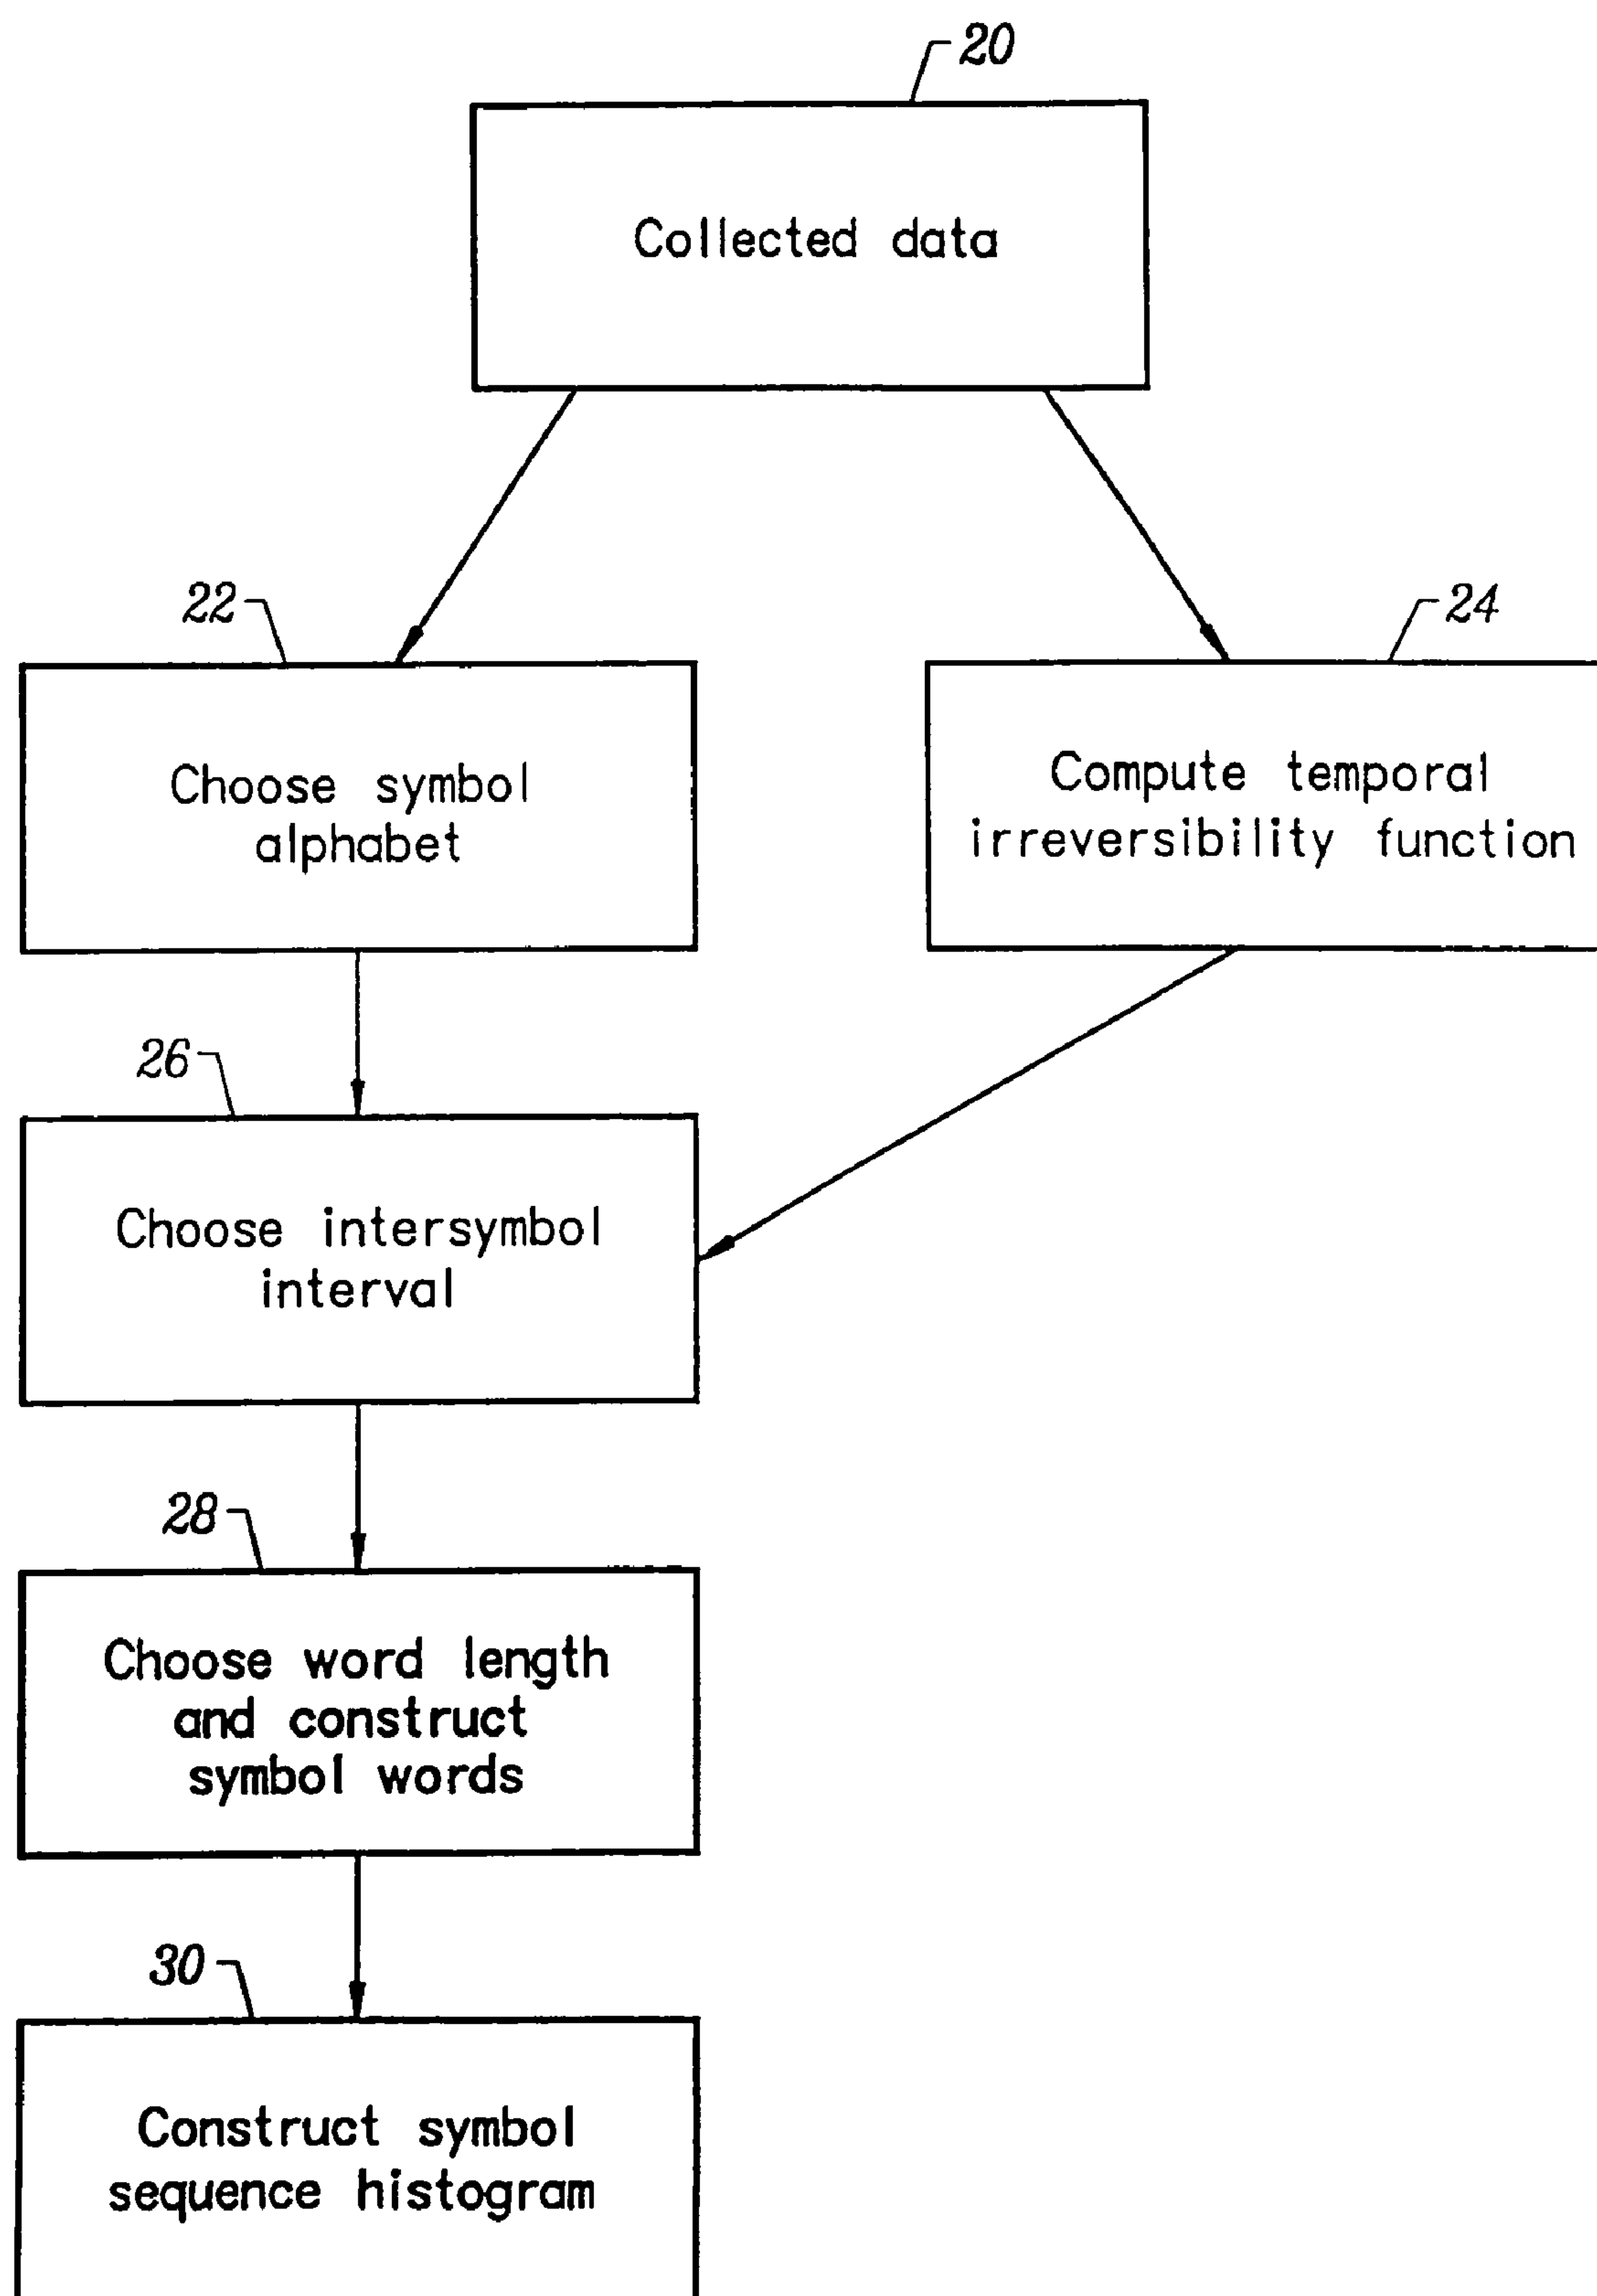 20
Collected data
22
24
Choose symbol
alphabet
Compute temporal
irreversibility function
26
Choose intersymbol
interval
28
Choose word length
and construct
symbol words
30
Construct symbol
sequence histogram